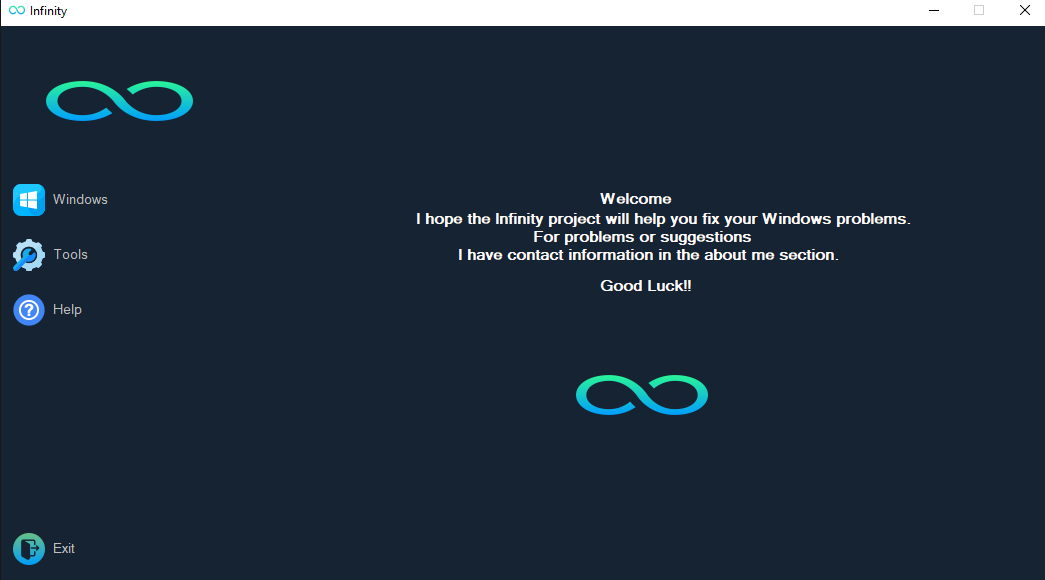 Infinity
Windows
Tools
Help
Exit
Welcome
I hope the Infinity project will help you fix your Windows problems.
For problems or suggestions
I have contact information in the about me section.
Good Luck!!